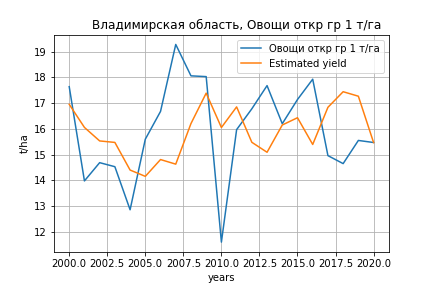 Владимирская область, Овощи откр гр 1 т/га
Овощи откр гр 1 т/га
Estimated yield
19
18
17
16
15
14
13
12
t/ha
2000.0 2002.5 2005.0 2007.5 2010.0 2012.5 2015.0 2017.5 2020.0
years